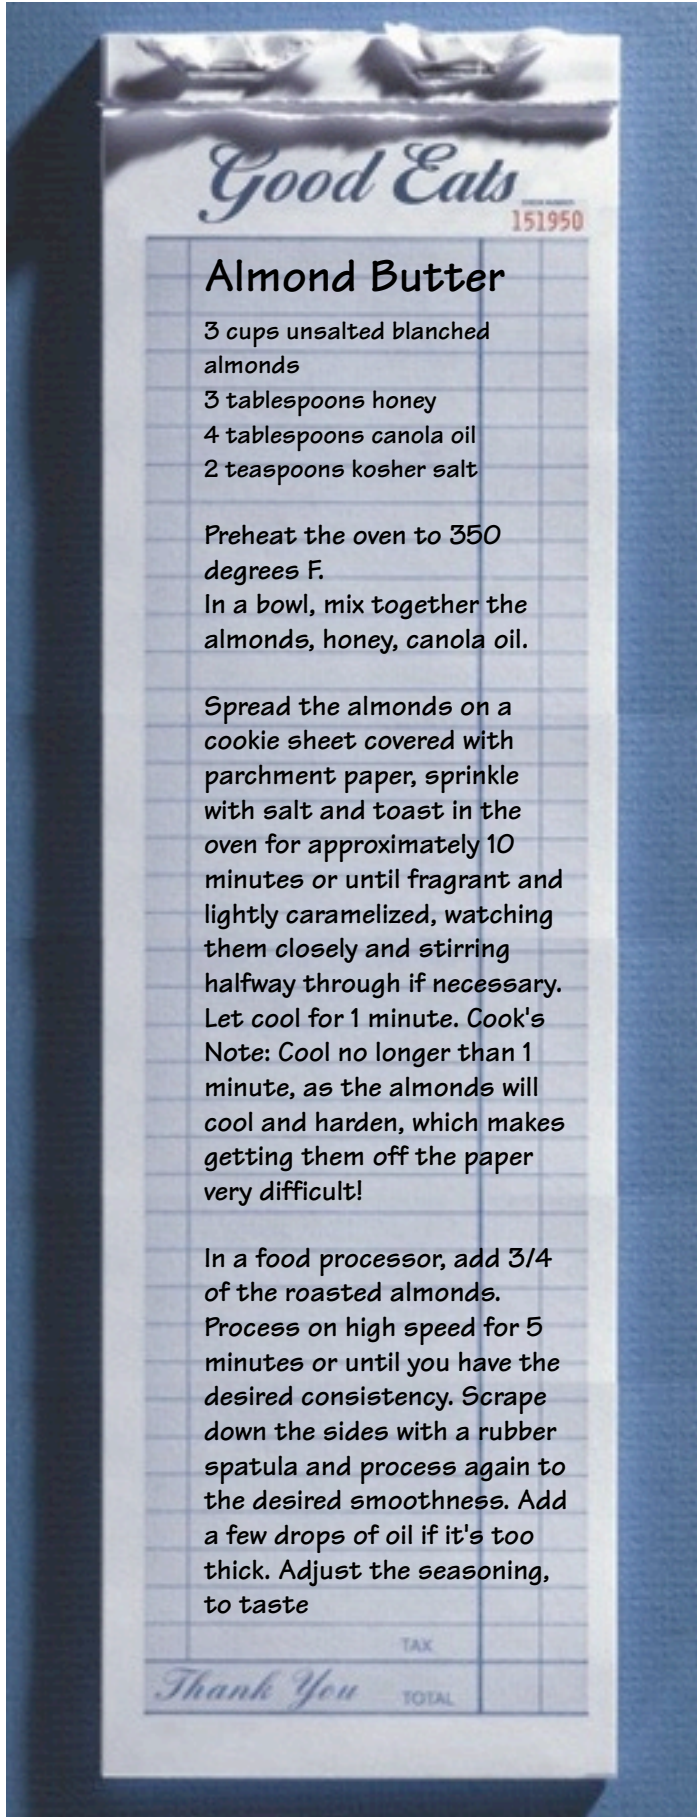 Good Eats
151950
Almond Butter
3 cups unsalted blanched
almonds
3 tablespoons honey
4 tablespoons canola oil
2 teaspoons kosher salt
Preheat the oven to 350
degrees F.
In a bowl, mix together the
almonds, honey, canola oil.
Spread the almonds on a
cookie sheet covered with
parchment paper, sprinkle
with salt and toast in the
oven for approximately 10
minutes or until fragrant and
lightly caramelized, watching
them closely and stirring
halfway through if necessary.
Let cool for 1 minute. Cook's
Note: Cool no longer than 1
minute, as the almonds will
cool and harden, which makes
getting them off the paper
very difficult!
In a food processor, add 3/4
of the roasted almonds.
Process on high speed for 5
minutes or until you have the
desired consistency. Scrape
down the sides with a rubber
spatula and process again to
the desired smoothness. Add
a few drops of oil if it's too
thick. Adjust the seasoning,
to taste
TAX
Thank You TOTAL